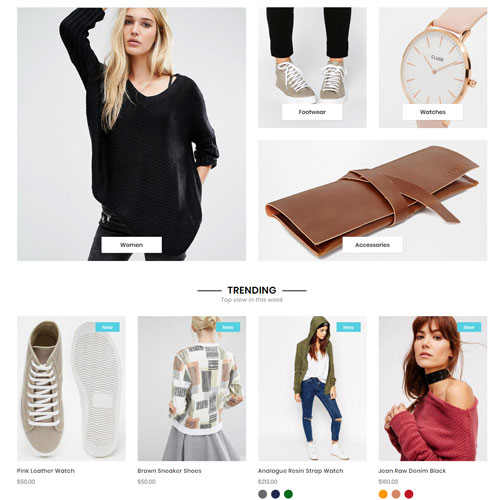 CLUSE
Footwear
Watches
Women
Accessories
TRENDING
Top view in this week
New
New
New
New
Pink Leather Watch
Brown Sneaker Shoes
Analogue Resin Strap Watch
Joan Raw Denim Black
$50.00
$50.00
$213.00
$160.00